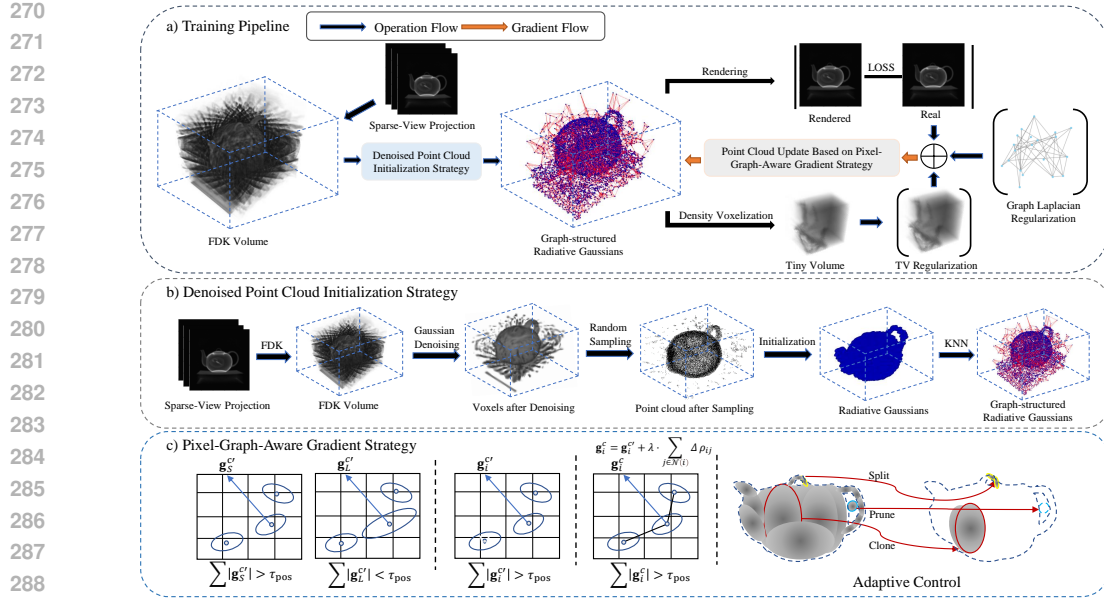 270
271
272
273
274
275
276
277
278
279
280
281
282
283
284
285
286
287
288
a) Training Pipeline
Operation Flow
Gradient Flow
Sparse-View Projection
FDK Volume
Denoised Point Cloud
Initialization Strategy
Graph-structured
Radiative Gaussians
Rendering
Rendered
LOSS
Real
Point Cloud Update Based on Pixel-
Graph-Aware Gradient Strategy
Graph Laplacian
Regularization
Density Voxelization
Tiny Volume
TV Regularization
b) Denoised Point Cloud Initialization Strategy
Sparse-View Projection
FDK
FDK Volume
Gaussian
Denoising
Voxels after Denoising
Random
Sampling
Point cloud after Sampling
Initialization
Radiative Gaussians
KNN
Graph-structured
Radiative Gaussians
c) Pixel-Graph-Aware Gradient Strategy
𝐠_S^{c′}
∑|𝐠_S^{c′}| > τ_pos
𝐠_L^{c′}
∑|𝐠_L^{c′}| < τ_pos
𝐠_i^{c′}
∑|𝐠_i^{c′}| > τ_pos
𝐠_i^c = 𝐠_i^{c′} + λ · ∑_{j∈N(i)} Δρ_{ij}
𝐠_i^c
∑|𝐠_i^c| > τ_pos
Split
Prune
Clone
Adaptive Control